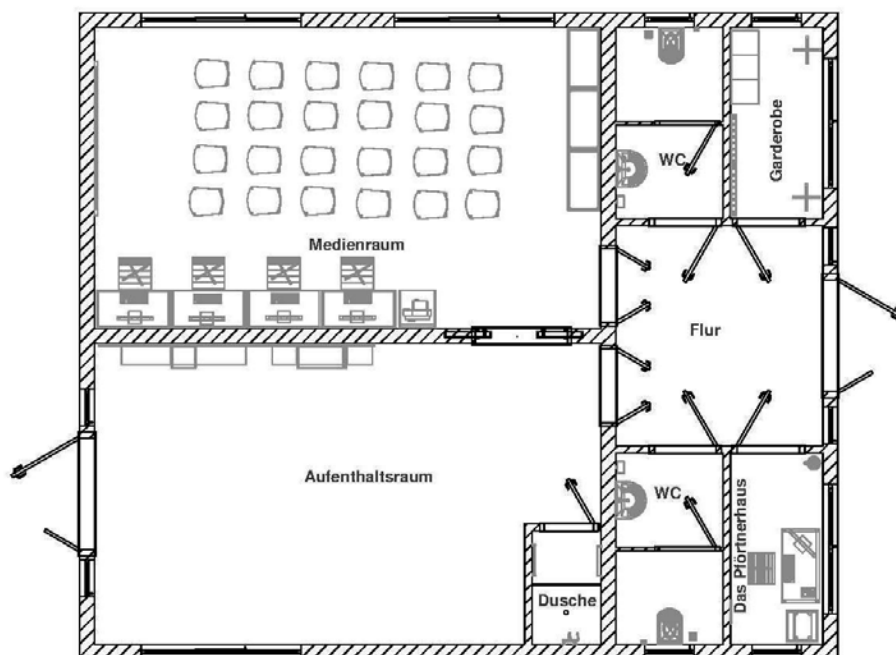 WC
Garderobe
Medienraum
Flur
Aufenthaltsraum
WC
Das Pförtnerhaus
Dusche